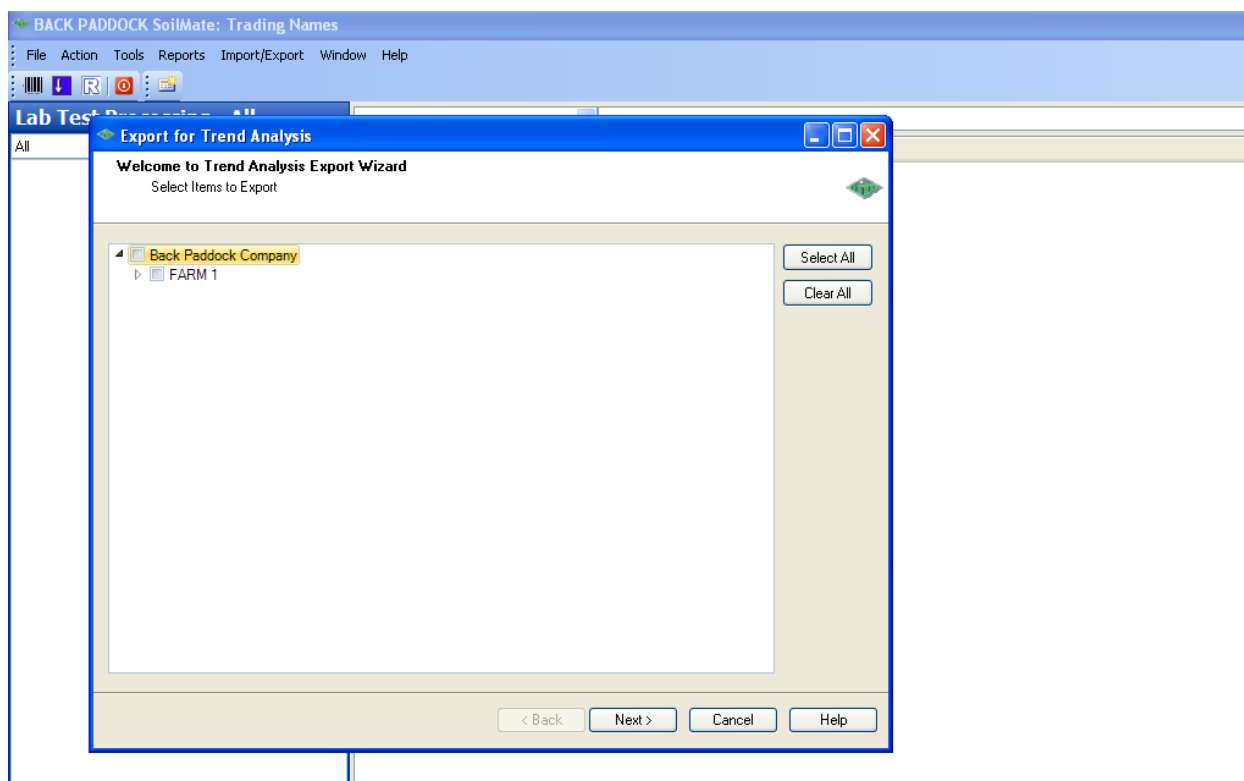 BACK PADDOCK SoilMate: Trading Names
File Action Tools Reports Import/Export Window Help
R
Lab Test Processing - All
All
Export for Trend Analysis
Welcome to Trend Analysis Export Wizard
Select Items to Export
Back Paddock Company
FARM 1
Select All
Clear All
< Back Next > Cancel Help